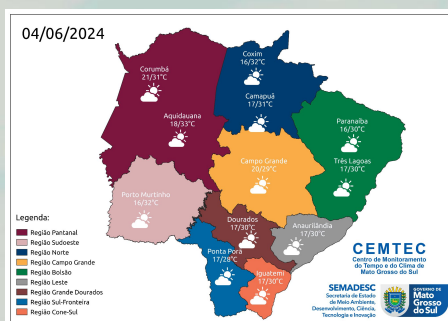 04/06/2024
Coxim
16/32°C
Corumbá
21/31°C
Camapuã
17/31°C
Aquidauana
18/33°C
Paranaíba
16/30°C
Campo Grande
20/29°C
Três Lagoas
17/30°C
Porto Murtinho
16/32°C
Dourados
17/30°C
Anaurilândia
17/30°C
Ponta Porã
17/28°C
Iguatemi
17/30°C
Legenda:
Região Pantanal
Região Sudoeste
Região Norte
Região Campo Grande
Região Bolsão
Região Leste
Região Grande Dourados
Região Sul-Fronteira
Região Cone-Sul
CEMTEC
Centro de Monitoramento
do Tempo e do Clima de
Mato Grosso do Sul
SEMADESC
Secretaria de Estado
de Meio Ambiente,
Desenvolvimento, Ciência,
Tecnologia e Inovação
GOVERNO DE
Mato
Grosso
do Sul